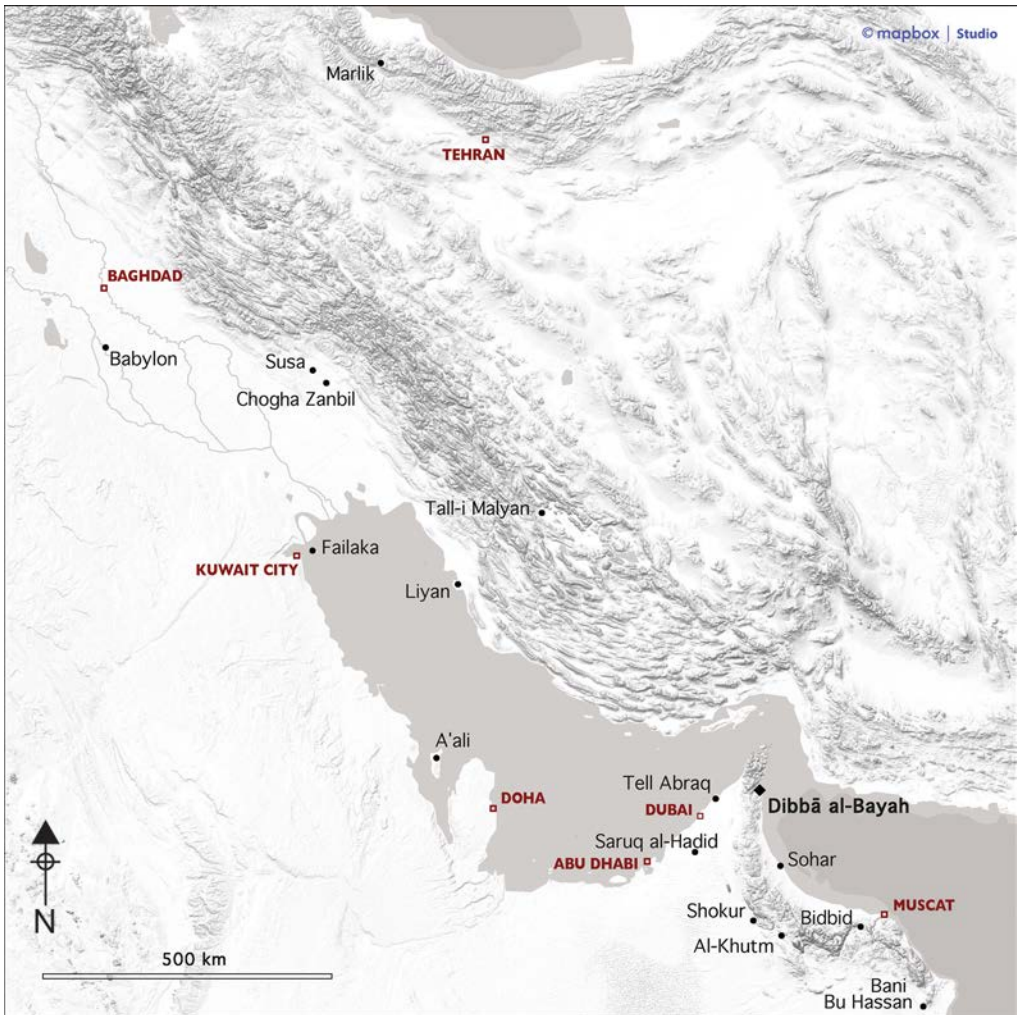 © mapbox | Studio
Marlik
TEHRAN
BAGHDAD
Babylon
Susa
Chogha Zanbil
Tall-i Malyan
Failaka
KUWAIT CITY
Liyan
A'ali
Tell Abraq
DOHA
DUBAI
Dibbā al-Bayah
Saruq al-Hadid
ABU DHABI
Sohar
MUSCAT
Shokur
Bidbid
Al-Khutm
N
500 km
Bani
Bu Hassan